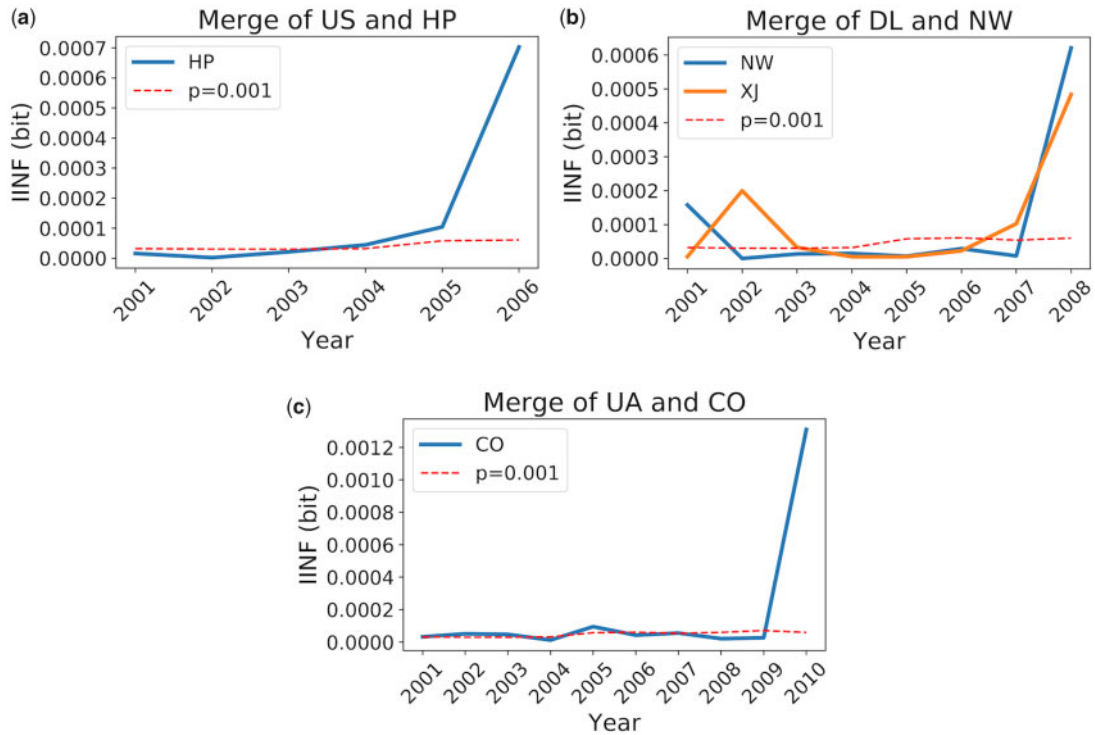 (a)
Merge of US and HP
HP
p=0.001
0.0007
0.0006
0.0005
0.0004
0.0003
0.0002
0.0001
0.0000
IINF (bit)
2001
2002
2003
2004
2005
2006
Year
(b)
Merge of DL and NW
NW
XJ
p=0.001
0.0006
0.0005
0.0004
0.0003
0.0002
0.0001
0.0000
IINF (bit)
2001
2002
2003
2004
2005
2006
2007
2008
Year
(c)
Merge of UA and CO
CO
p=0.001
0.0012
0.0010
0.0008
0.0006
0.0004
0.0002
0.0000
IINF (bit)
2001
2002
2003
2004
2005
2006
2007
2008
2009
2010
Year